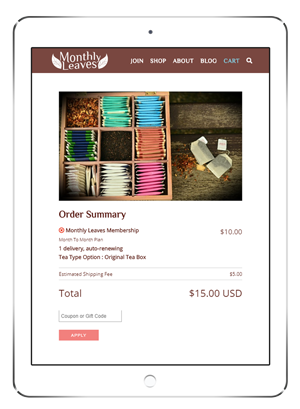 Monthly
Leaves
JOIN SHOP ABOUT BLOG CART
Order Summary
Monthly Leaves Membership $10.00
Month To Month Plan
1 delivery, auto-renewing
Tea Type Option : Original Tea Box
Estimated Shipping Fee $5.00
Total $15.00 USD
Coupon or Gift Code
APPLY